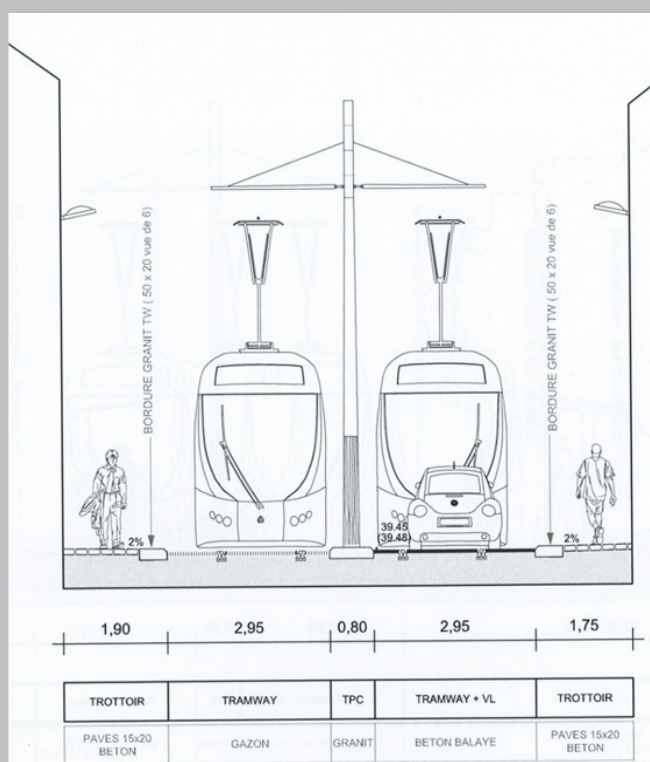 BORDURE GRANIT TW ( 50 x 20 vue de 6)
BORDURE GRANIT TW ( 50 x 20 vue de 6)
2%
39.45
(39.48)
2%
1,90 2,95 0,80 2,95 1,75
TROTTOIR TRAMWAY TPC TRAMWAY + VL TROTTOIR
PAVES 15x20 BETON GAZON GRANIT BETON BALAYE PAVES 15x20 BETON